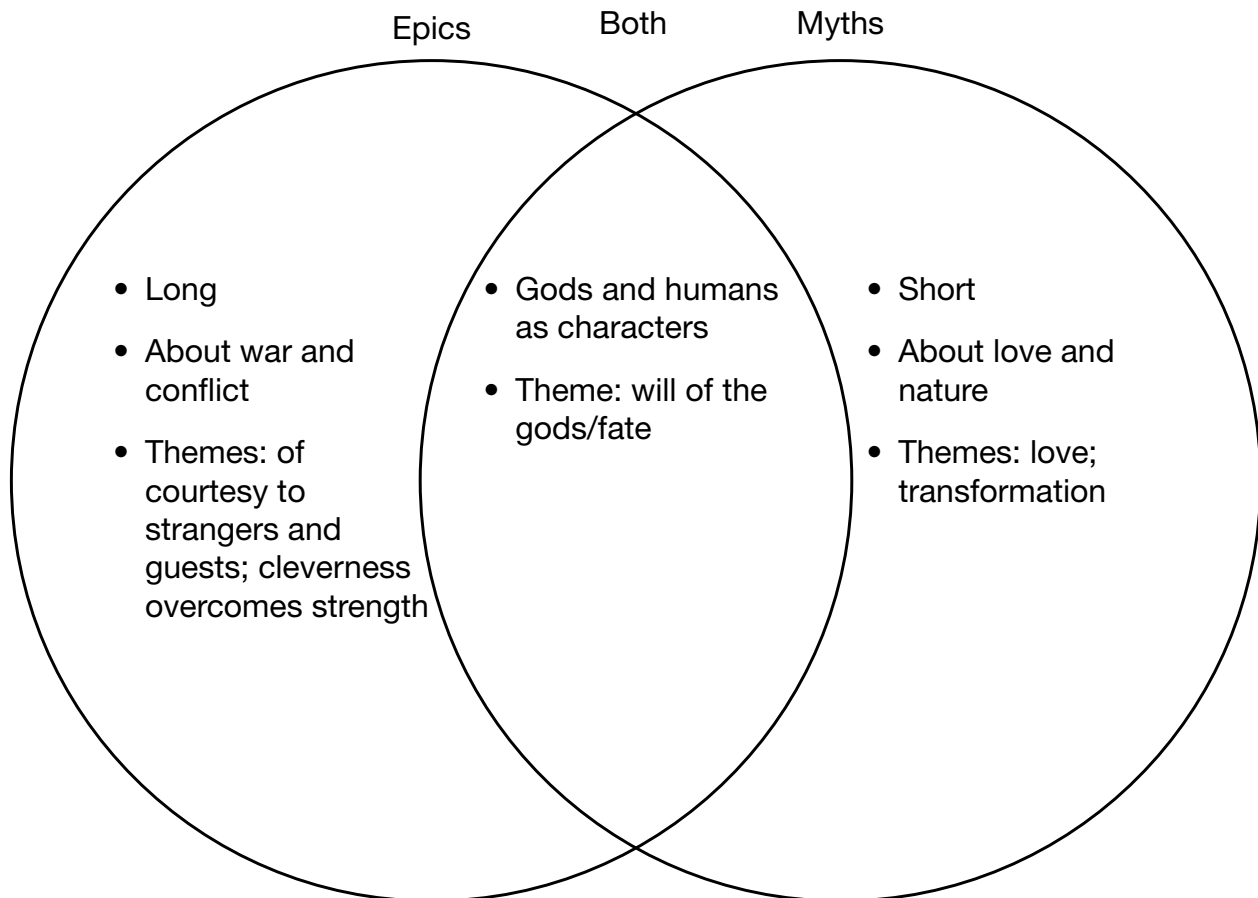 Epics
Both
Myths
• Long
• About war and
conflict
• Themes: of
courtesy to
strangers and
guests; cleverness
overcomes strength
• Gods and humans
as characters
• Theme: will of the
gods/fate
• Short
• About love and
nature
• Themes: love;
transformation